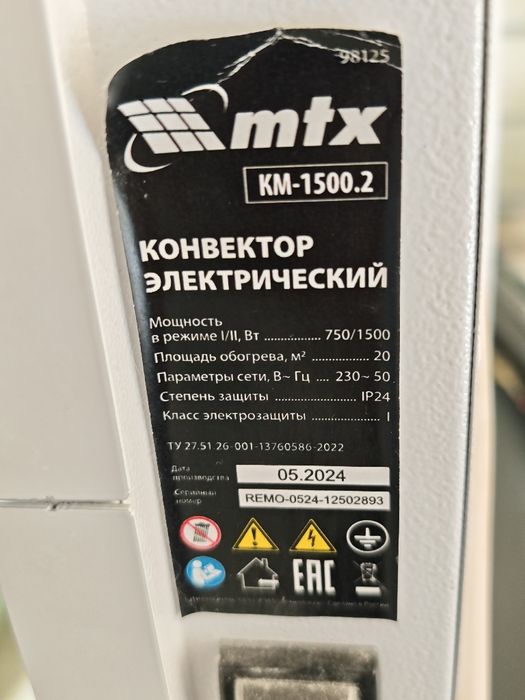 98125
mtx
KM-1500.2
КОНВЕКТОР
ЭЛЕКТРИЧЕСКИЙ
Мощность
в режиме I/II, Вт ................. 750/1500
Площадь обогрева, м² ................. 20
Параметры сети, В~ Гц .... 230~ 50
Степень защиты ........................ IP24
Класс электрозащиты .................... I
ТУ 27.51 26-001-13760586-2022
Дата
производства 05.2024
Серийный
номер REMO-0524-12502893
EAC